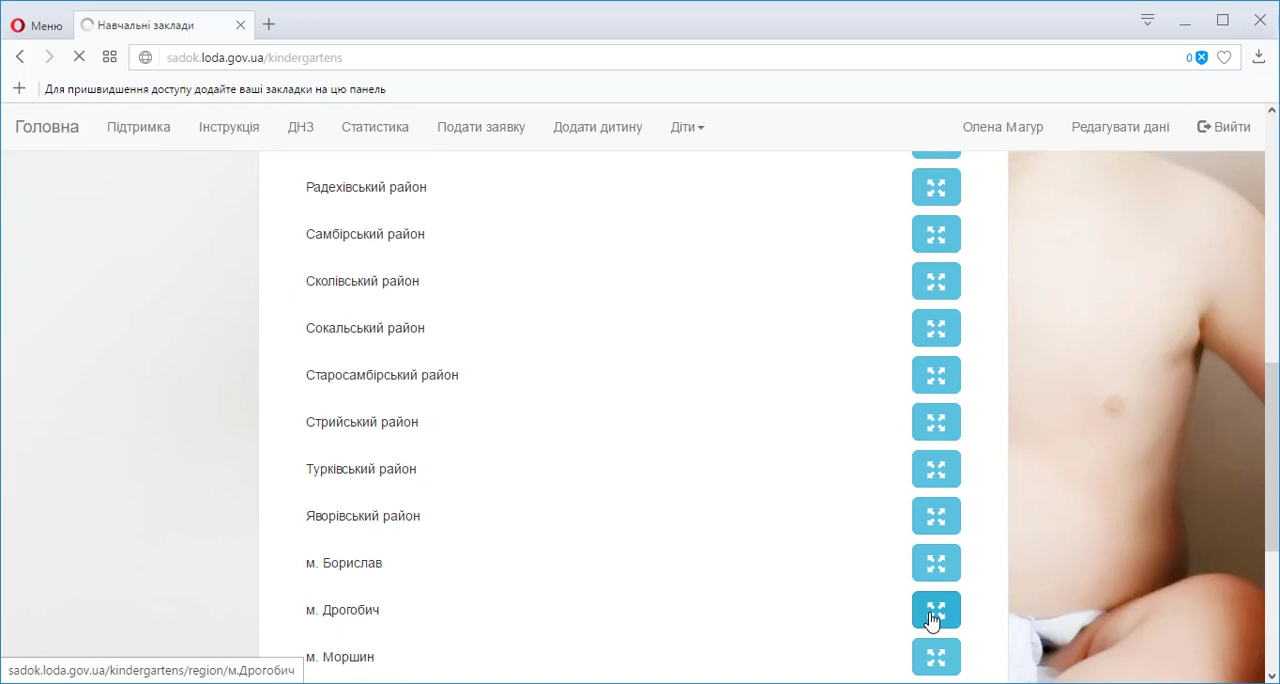 Меню
Навчальні заклади
sadok.loda.gov.ua/kindergartens
0
Для пришвидшення доступу додайте ваші закладки на цю панель
Головна Підтримка Інструкція ДНЗ Статистика Подати заявку Додати дитину Діти Олена Магур Редагувати дані Вийти
Радехівський район
Самбірський район
Сколівський район
Сокальський район
Старосамбірський район
Стрийський район
Турківський район
Яворівський район
м. Борислав
м. Дрогобич
м. Моршин
sadok.loda.gov.ua/kindergartens/region/м.Дрогобич